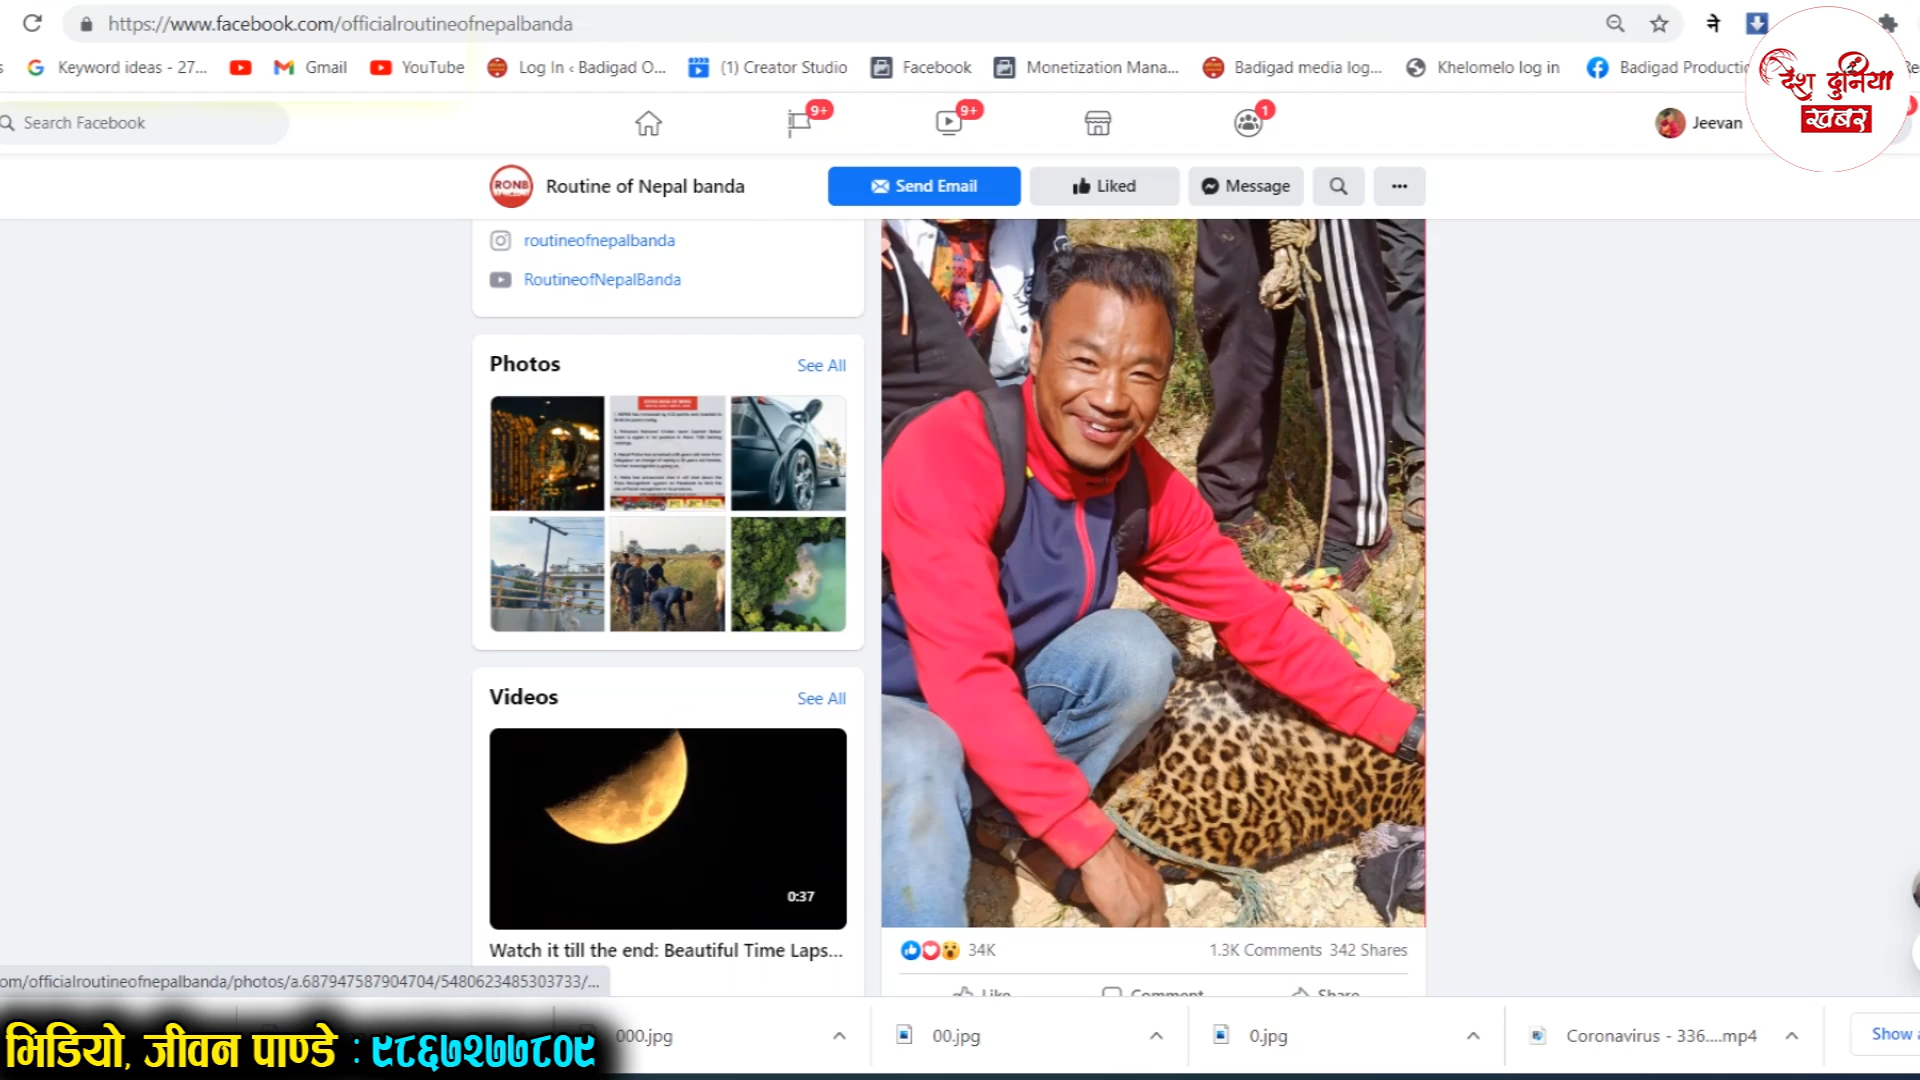 https://www.facebook.com/officialroutineofnepalbanda
ने
Keyword ideas - 27...
Gmail
YouTube
Log In ‹ Badigad O...
(1) Creator Studio
Facebook
Monetization Mana...
Badigad media log...
Khelomelo log in
Badigad Productio
देश दुनिया
खबर
Search Facebook
9+
9+
1
Jeevan
RONB
Routine of Nepal banda
Send Email
Liked
Message
routineofnepalbanda
RoutineofNepalBanda
Photos
See All
Videos
See All
0:37
Watch it till the end: Beautiful Time Laps...
34K
1.3K Comments 342 Shares
Like
Comment
Share
om/officialroutineofnepalbanda/photos/a.687947587904704/5480623485303733/...
भिडियो, जीवन पाण्डे : ९८६७२७७८०९
000.jpg
00.jpg
0.jpg
Coronavirus - 336....mp4
Show a